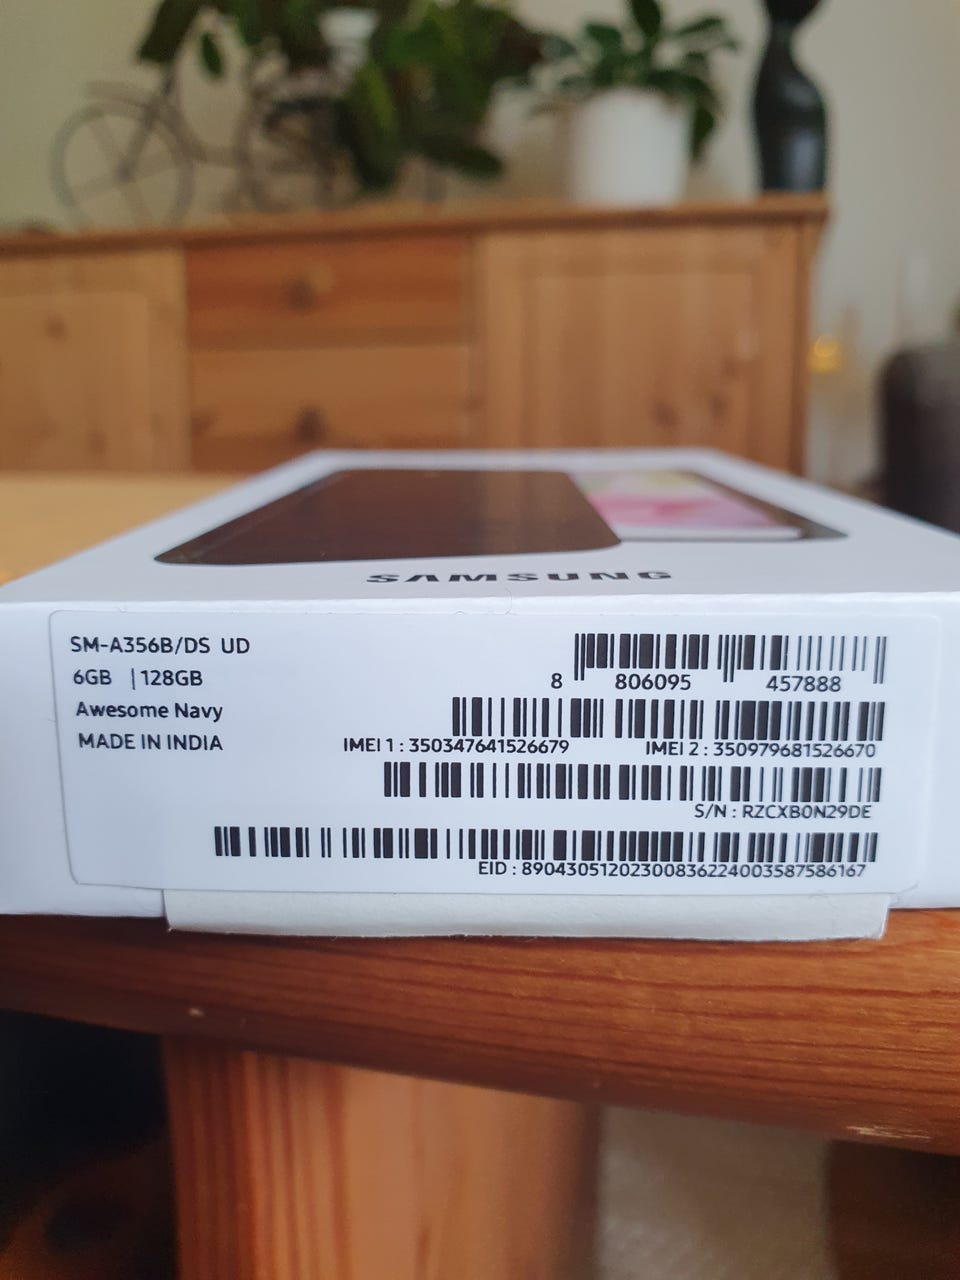 SAMSUNG
SM-A356B/DS UD
6GB | 128GB
Awesome Navy
MADE IN INDIA
8 806095 457888
IMEI 1 : 350347641526679 IMEI 2 : 350979681526670
S/N : RZCXB0N29DE
EID : 89043051202300836224003587586167